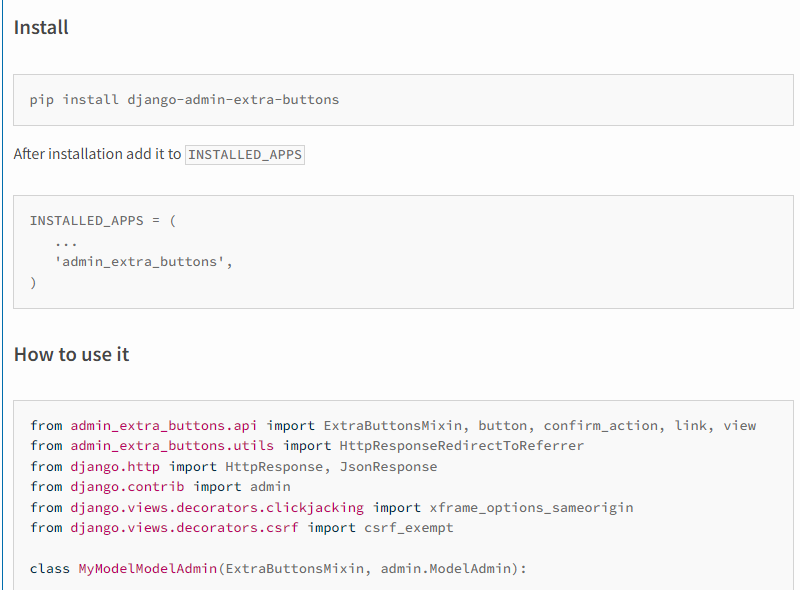 Install
pip install django-admin-extra-buttons
After installation add it to INSTALLED_APPS
INSTALLED_APPS = (
   ...
   'admin_extra_buttons',
)
How to use it
from admin_extra_buttons.api import ExtraButtonsMixin, button, confirm_action, link, view
from admin_extra_buttons.utils import HttpResponseRedirectToReferrer
from django.http import HttpResponse, JsonResponse
from django.contrib import admin
from django.views.decorators.clickjacking import xframe_options_sameorigin
from django.views.decorators.csrf import csrf_exempt
class MyModelModelAdmin(ExtraButtonsMixin, admin.ModelAdmin):